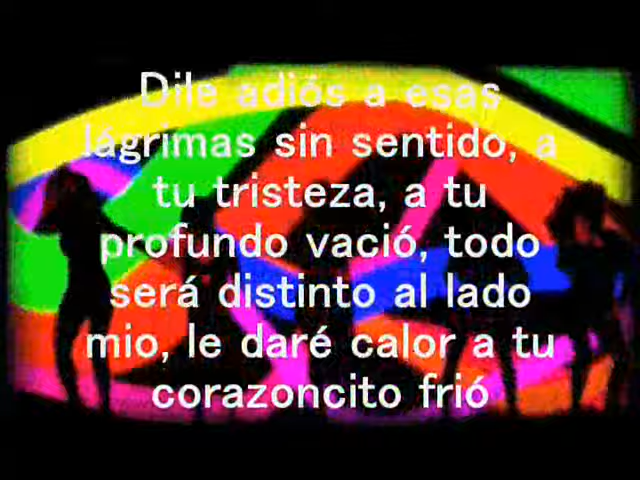 Dile adiós a esas
lágrimas sin sentido, a
tu tristeza, a tu
profundo vació, todo
será distinto al lado
mio, le daré calor a tu
corazoncito frió